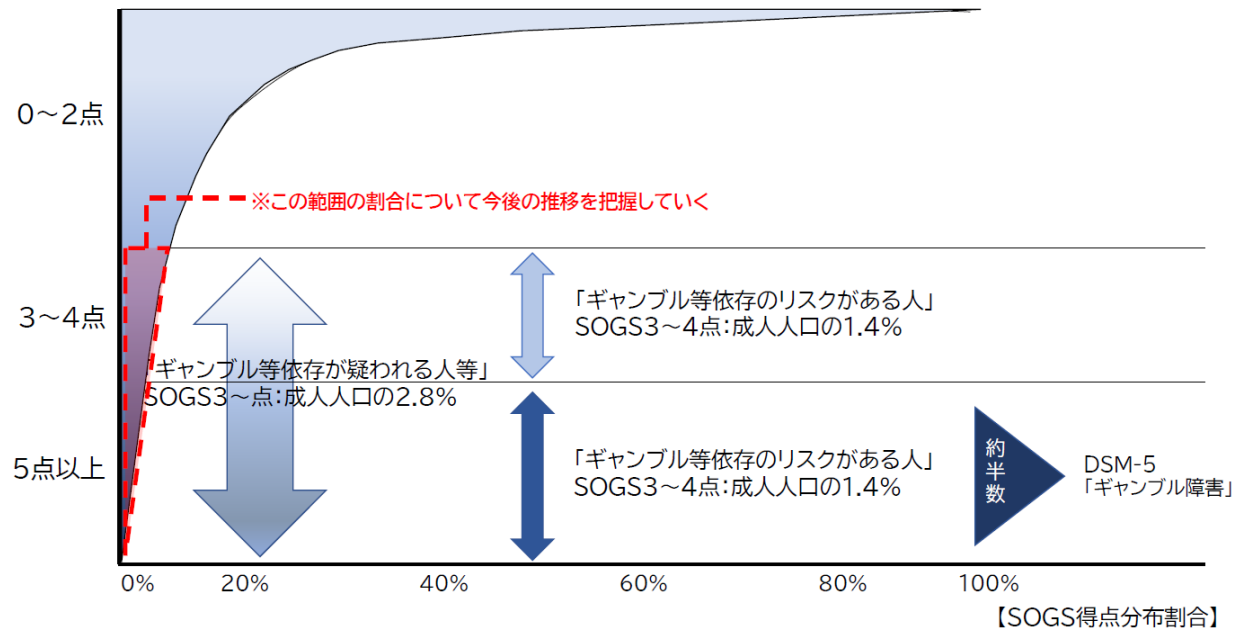 0～2点
※この範囲の割合について今後の推移を把握していく
3～4点
「ギャンブル等依存が疑われる人等」
SOGS3～点：成人人口の2.8%
「ギャンブル等依存のリスクがある人」
SOGS3～4点：成人人口の1.4%
5点以上
「ギャンブル等依存のリスクがある人」
SOGS3～4点：成人人口の1.4%
約半数
DSM-5
「ギャンブル障害」
0% 20% 40% 60% 80% 100%
【SOGS得点分布割合】